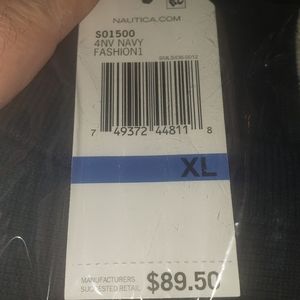 NAUTICA.COM
S01500
4NV NAVY
FASHION1
7 49372 44811 8
XL
MANUFACTURERS
SUGGESTED RETAIL $89.50